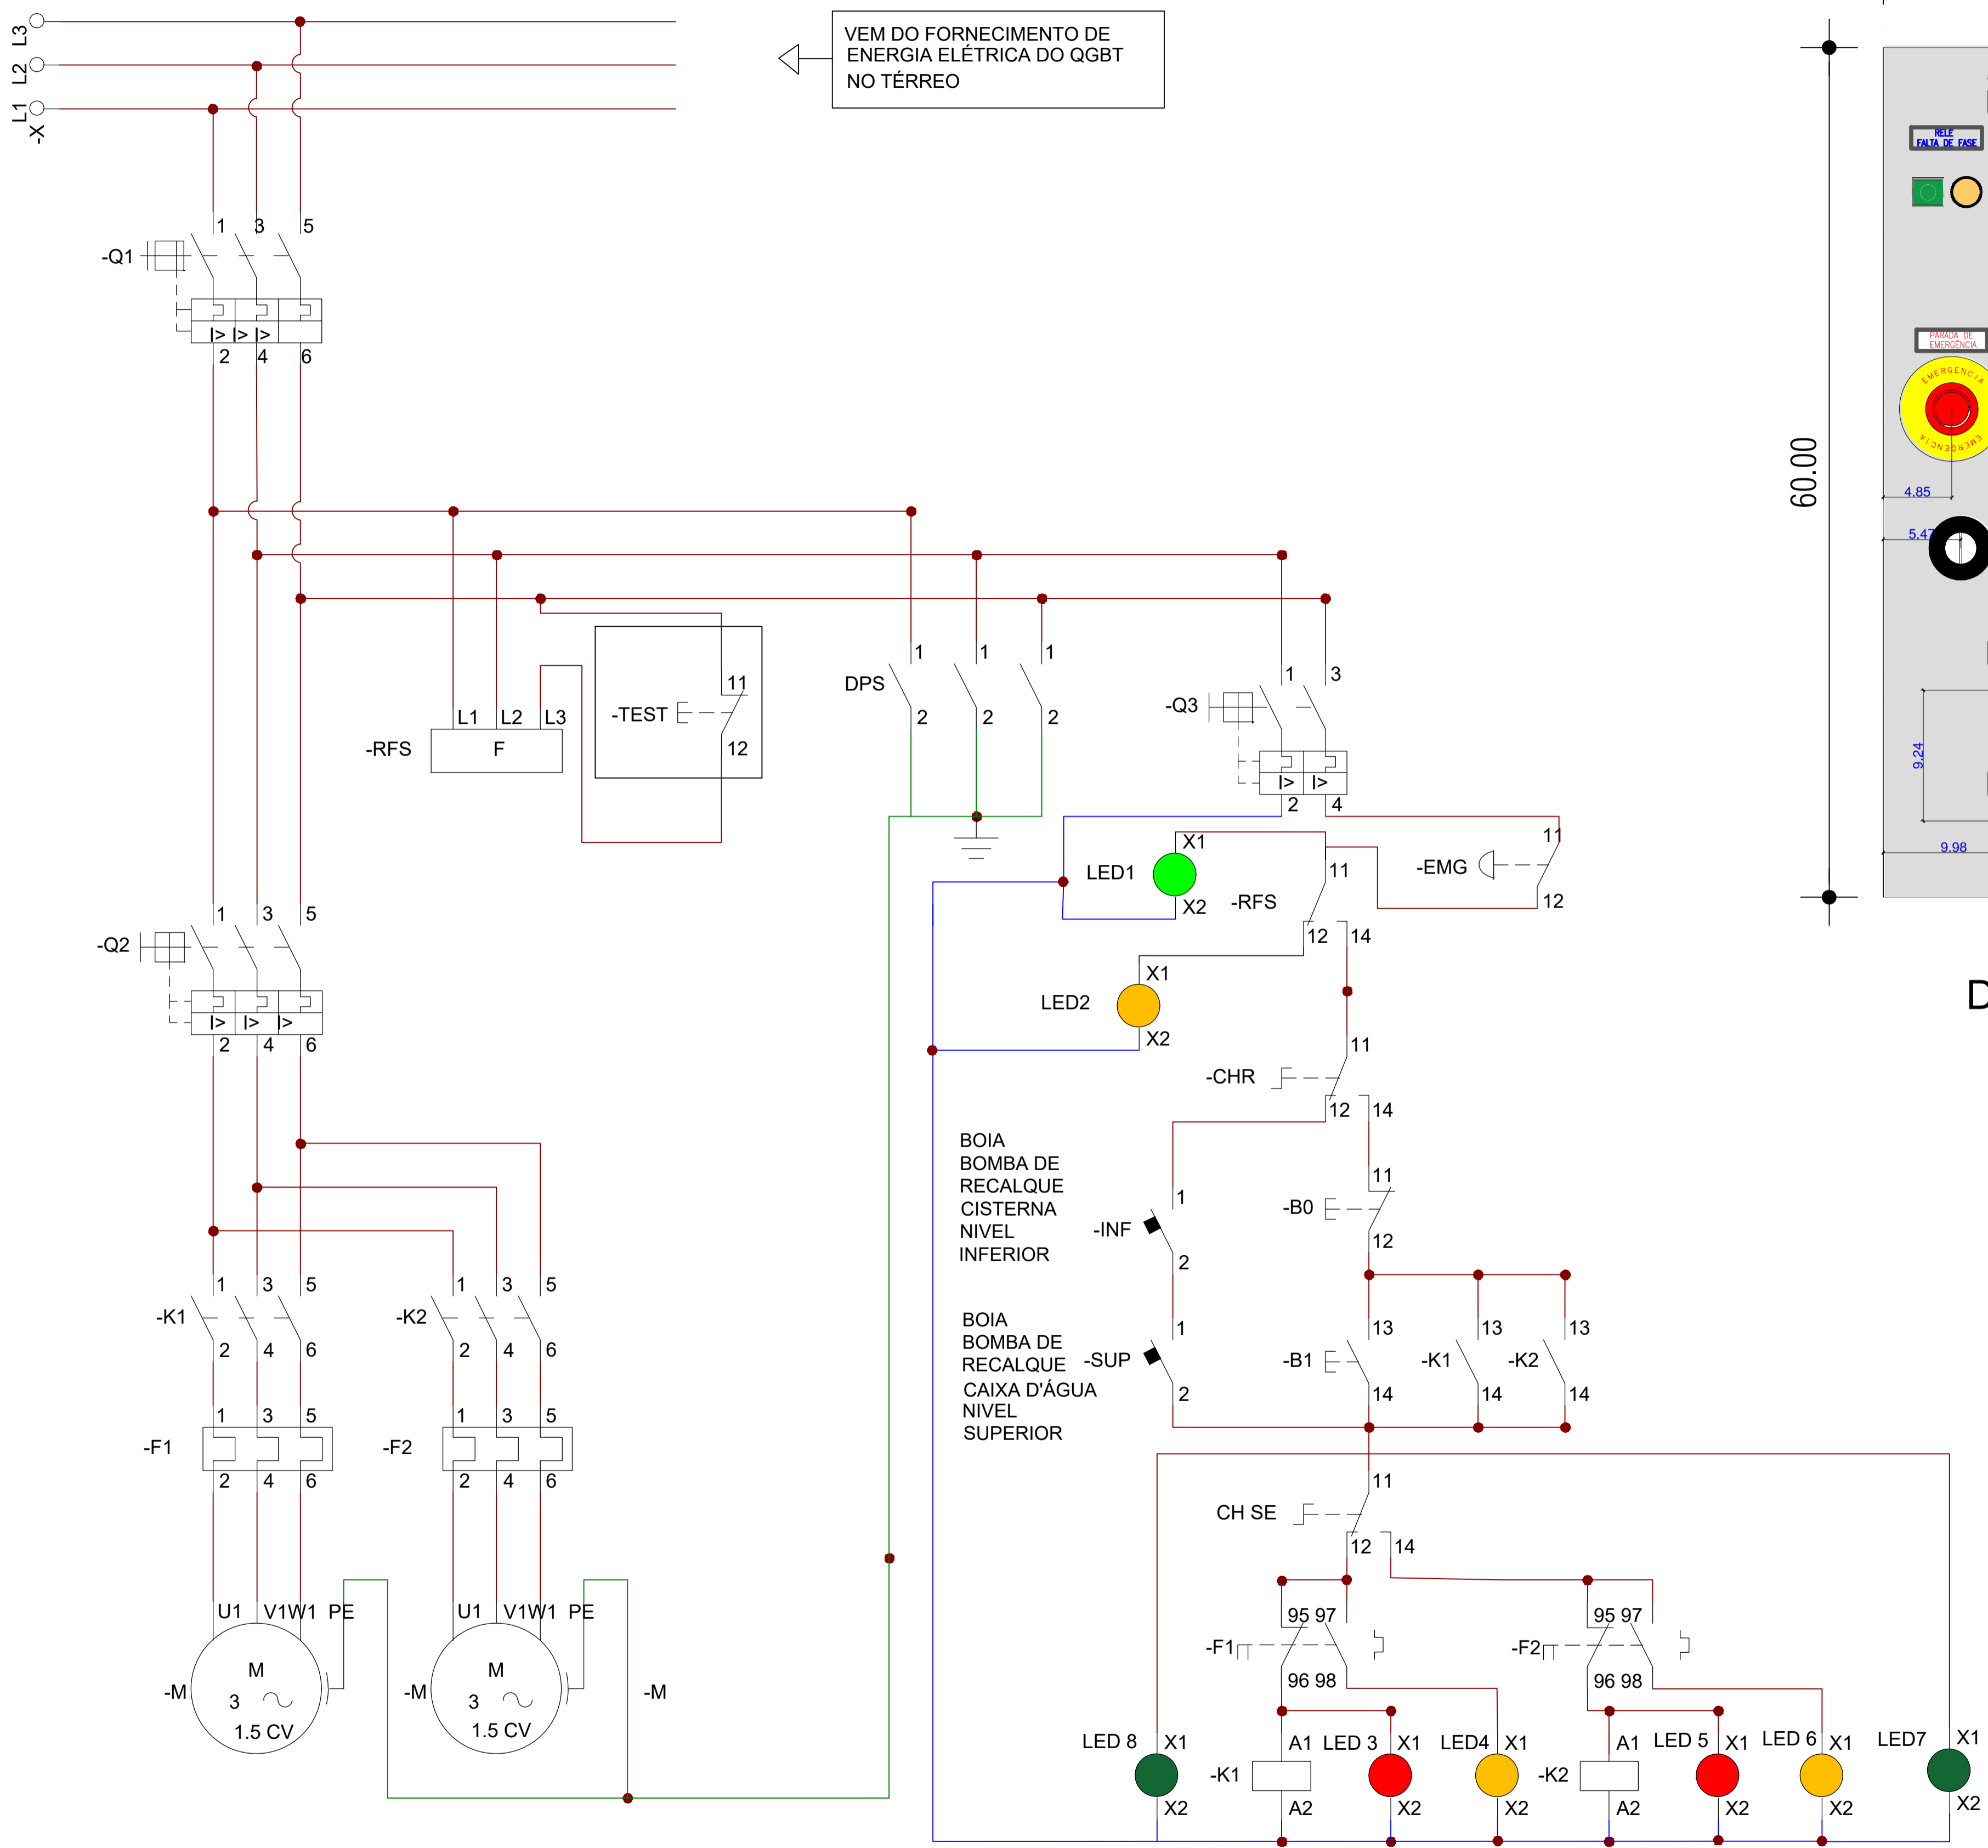 L3
L2
L1
-X
VEM DO FORNECIMENTO DE
ENERGIA ELÉTRICA DO QGBT
NO TÉRREO
-Q1
1 3 5
I> I> I>
2 4 6
-RFS
L1 L2 L3
F
-TEST
11
12
DPS
1 1 1
2 2 2
-Q3
1 3
I> I>
2 4
LED1
X1
X2
-RFS
11
12 14
-EMG
11
12
LED2
X1
X2
-Q2
1 3 5
I> I> I>
2 4 6
-CHR
11
12 14
BOIA
BOMBA DE
RECALQUE
CISTERNA
NIVEL
INFERIOR
-INF
1
2
-B0
11
12
BOIA
BOMBA DE
RECALQUE
CAIXA D'ÁGUA
NIVEL
SUPERIOR
-SUP
1
2
-B1
13
14
-K1
13
14
-K2
13
14
-K1
1 3 5
2 4 6
-K2
1 3 5
2 4 6
-F1
1 3 5
2 4 6
-F2
1 3 5
2 4 6
CH SE
11
12 14
U1 V1 W1 PE
-M
M
3
1.5 CV
U1 V1 W1 PE
-M
M
3
1.5 CV
-M
-F1
95 97
96 98
-F2
95 97
96 98
LED 8
X1
X2
-K1
A1
A2
LED 3
X1
X2
LED4
X1
X2
-K2
A1
A2
LED 5
X1
X2
LED 6
X1
X2
LED7
X1
X2
60.00
RELE
FALTA DE FASE
PARADA DE
EMERGÊNCIA
EMERGENCIA
EMERGENCIA
4.85
5.47
9.24
9.98
D